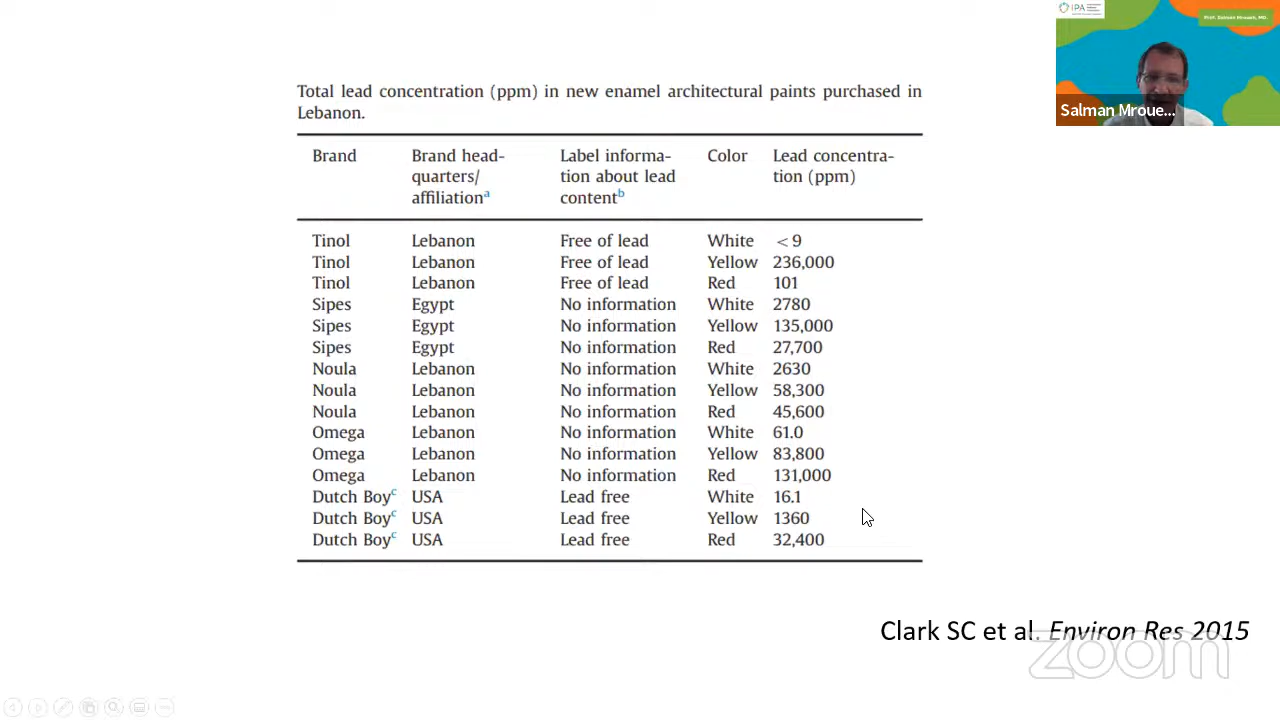 IPA
Prof. Salman Mroueh, MD.
Salman Mroue...
Total lead concentration (ppm) in new enamel architectural paints purchased in
Lebanon.
Brand Brand head- Label informa- Color Lead concentra-
quarters/ tion about lead tion (ppm)
affiliationa contentb
Tinol Lebanon Free of lead White <9
Tinol Lebanon Free of lead Yellow 236,000
Tinol Lebanon Free of lead Red 101
Sipes Egypt No information White 2780
Sipes Egypt No information Yellow 135,000
Sipes Egypt No information Red 27,700
Noula Lebanon No information White 2630
Noula Lebanon No information Yellow 58,300
Noula Lebanon No information Red 45,600
Omega Lebanon No information White 61.0
Omega Lebanon No information Yellow 83,800
Omega Lebanon No information Red 131,000
Dutch Boyc USA Lead free White 16.1
Dutch Boyc USA Lead free Yellow 1360
Dutch Boyc USA Lead free Red 32,400
Clark SC et al. Environ Res 2015
zoom